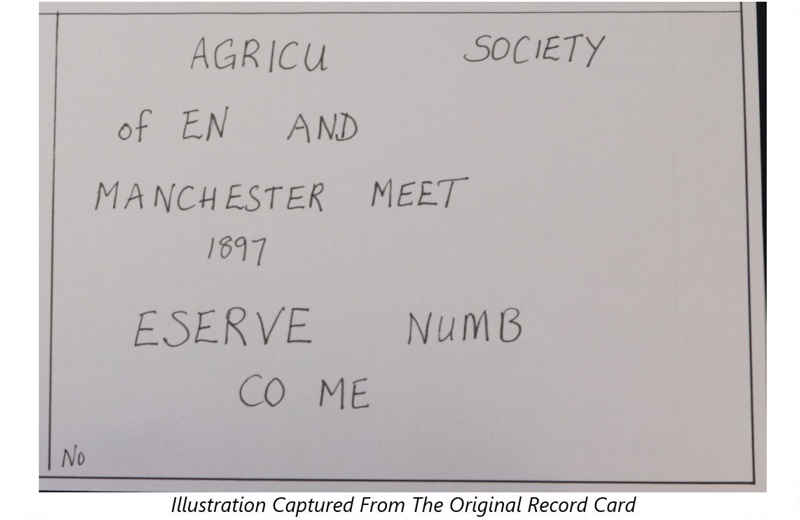 AGRICU SOCIETY
of EN AND
MANCHESTER MEET
1897
ESERVE NUMB
CO ME
No
Illustration Captured From The Original Record Card